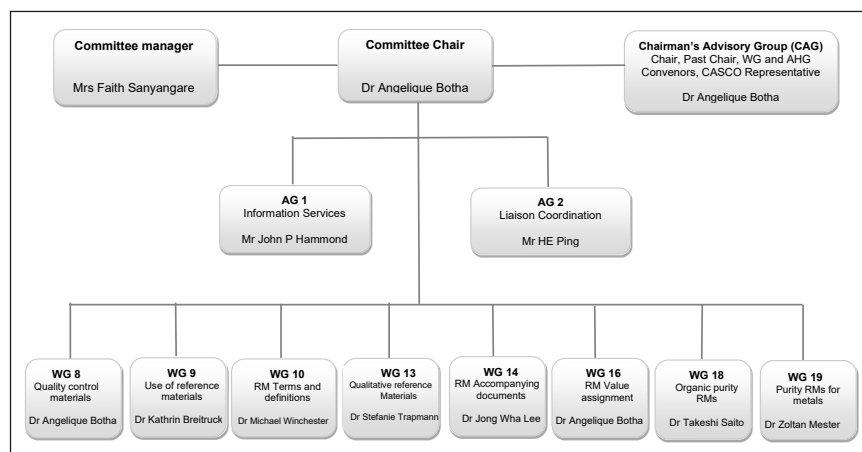 Committee manager
Mrs Faith Sanyangare
Committee Chair
Dr Angelique Botha
Chairman's Advisory Group (CAG)
Chair, Past Chair, WG and AHG
Convenors, CASCO Representative
Dr Angelique Botha
AG 1
Information Services
Mr John P Hammond
AG 2
Liaison Coordination
Mr HE Ping
WG 8
Quality control
materials
Dr Angelique Botha
WG 9
Use of reference
materials
Dr Kathrin Breitruck
WG 10
RM Terms and
definitions
Dr Michael Winchester
WG 13
Qualitative reference
Materials
Dr Stefanie Trapmann
WG 14
RM Accompanying
documents
Dr Jong Wha Lee
WG 16
RM Value
assignment
Dr Angelique Botha
WG 18
Organic purity
RMs
Dr Takeshi Saito
WG 19
Purity RMs for
metals
Dr Zoltan Mester